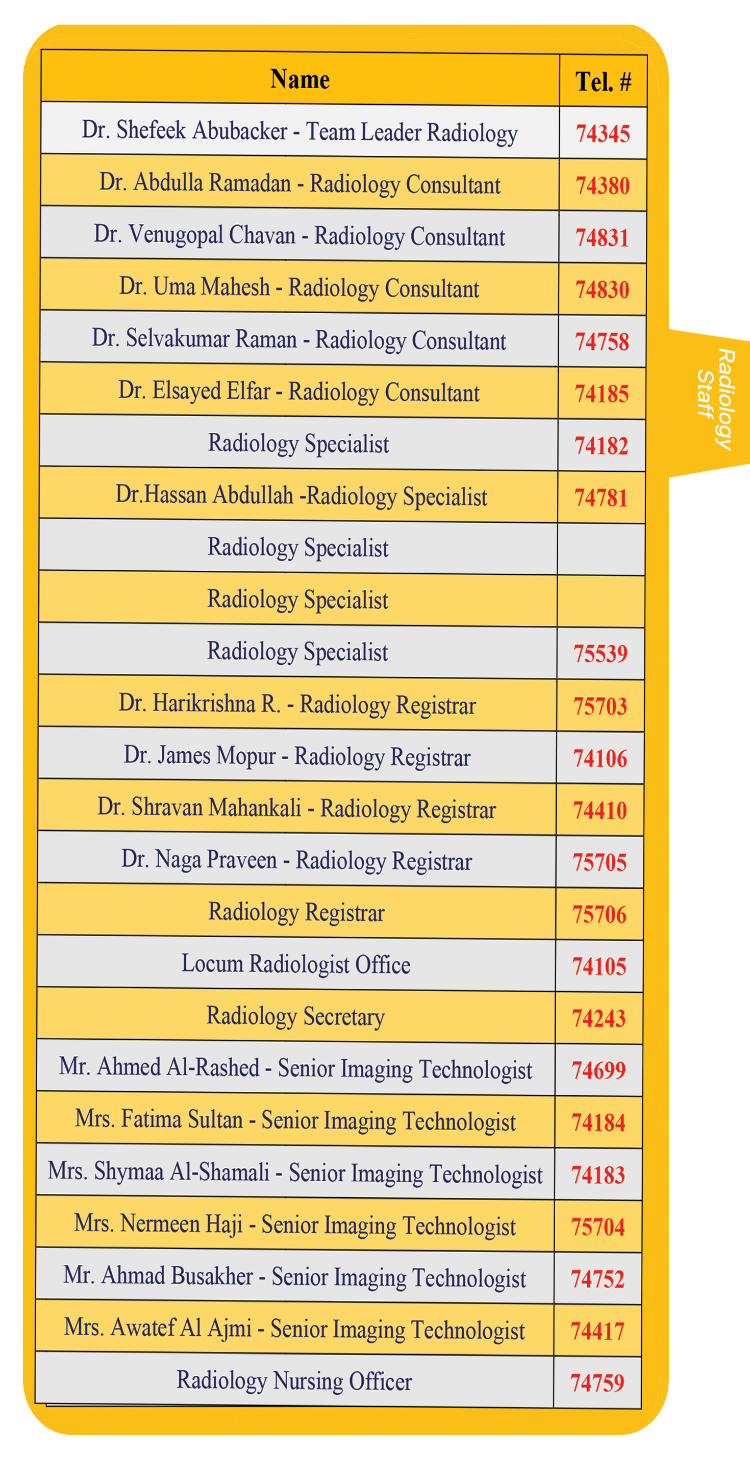 Name Tel. #
Dr. Shefeek Abubacker - Team Leader Radiology 74345
Dr. Abdulla Ramadan - Radiology Consultant 74380
Dr. Venugopal Chavan - Radiology Consultant 74831
Dr. Uma Mahesh - Radiology Consultant 74830
Dr. Selvakumar Raman - Radiology Consultant 74758
Dr. Elsayed Elfar - Radiology Consultant 74185
Radiology Specialist 74182
Dr.Hassan Abdullah -Radiology Specialist 74781
Radiology Specialist
Radiology Specialist
Radiology Specialist 75539
Dr. Harikrishna R. - Radiology Registrar 75703
Dr. James Mopur - Radiology Registrar 74106
Dr. Shravan Mahankali - Radiology Registrar 74410
Dr. Naga Praveen - Radiology Registrar 75705
Radiology Registrar 75706
Locum Radiologist Office 74105
Radiology Secretary 74243
Mr. Ahmed Al-Rashed - Senior Imaging Technologist 74699
Mrs. Fatima Sultan - Senior Imaging Technologist 74184
Mrs. Shymaa Al-Shamali - Senior Imaging Technologist 74183
Mrs. Nermeen Haji - Senior Imaging Technologist 75704
Mr. Ahmad Busakher - Senior Imaging Technologist 74752
Mrs. Awatef Al Ajmi - Senior Imaging Technologist 74417
Radiology Nursing Officer 74759
Radiology
Staff